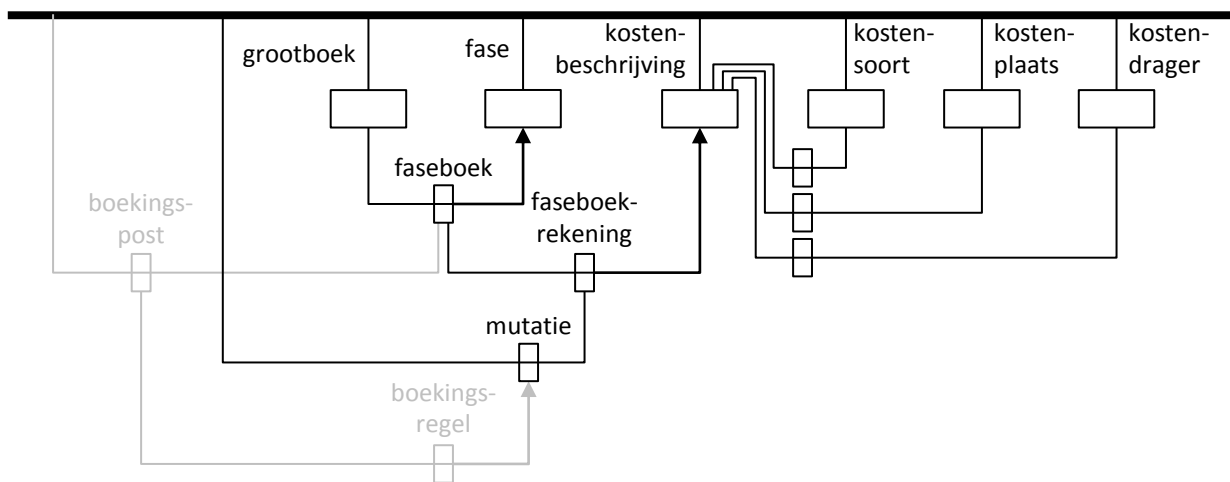 grootboek
fase
kosten-
beschrijving
kosten-
soort
kosten-
plaats
kosten-
drager
faseboek
boekings-
post
faseboek-
rekening
mutatie
boekings-
regel